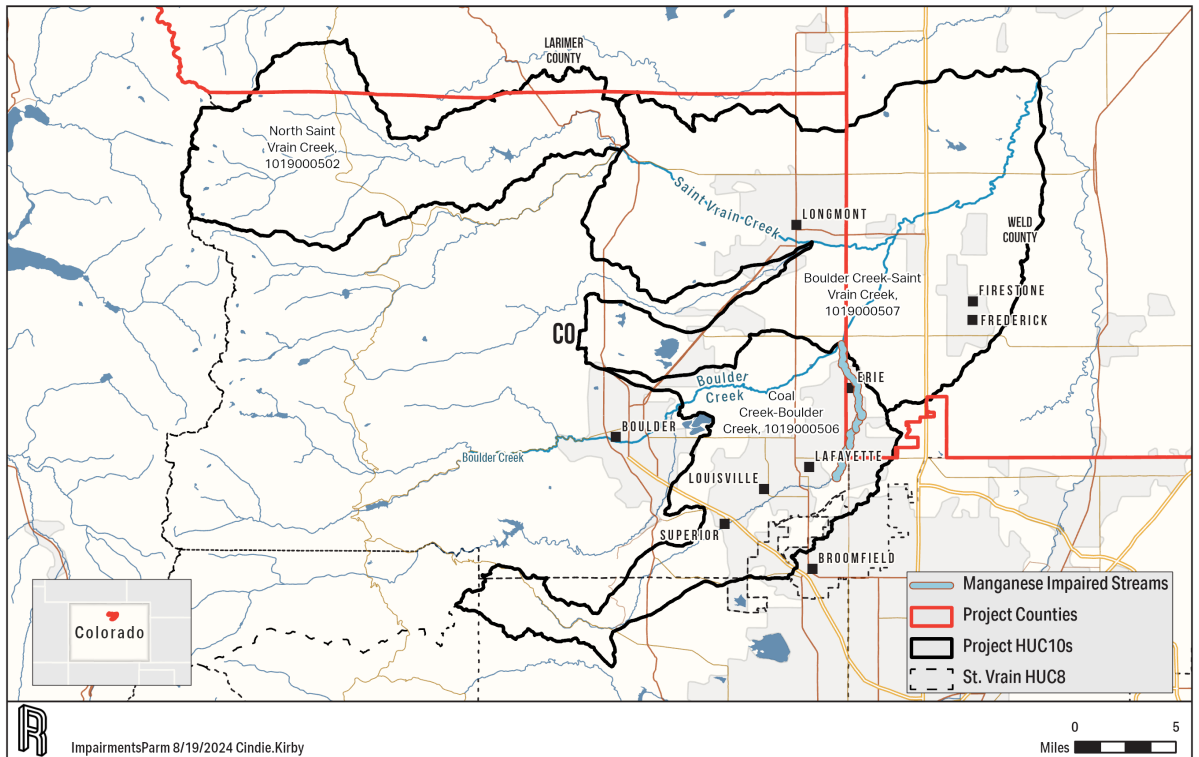 LARIMER
COUNTY
North Saint
Vrain Creek,
1019000502
Saint Vrain Creek
LONGMONT
WELD
COUNTY
Boulder Creek-Saint
Vrain Creek,
1019000507
FIRESTONE
FREDERICK
CO
ERIE
Boulder
Creek
Coal
Creek-Boulder
Creek, 1019000506
BOULDER
Boulder Creek
LAFAYETTE
LOUISVILLE
SUPERIOR
BROOMFIELD
Colorado
Manganese Impaired Streams
Project Counties
Project HUC10s
St. Vrain HUC8
R
ImpairmentsParm 8/19/2024 Cindie.Kirby
0 5
Miles